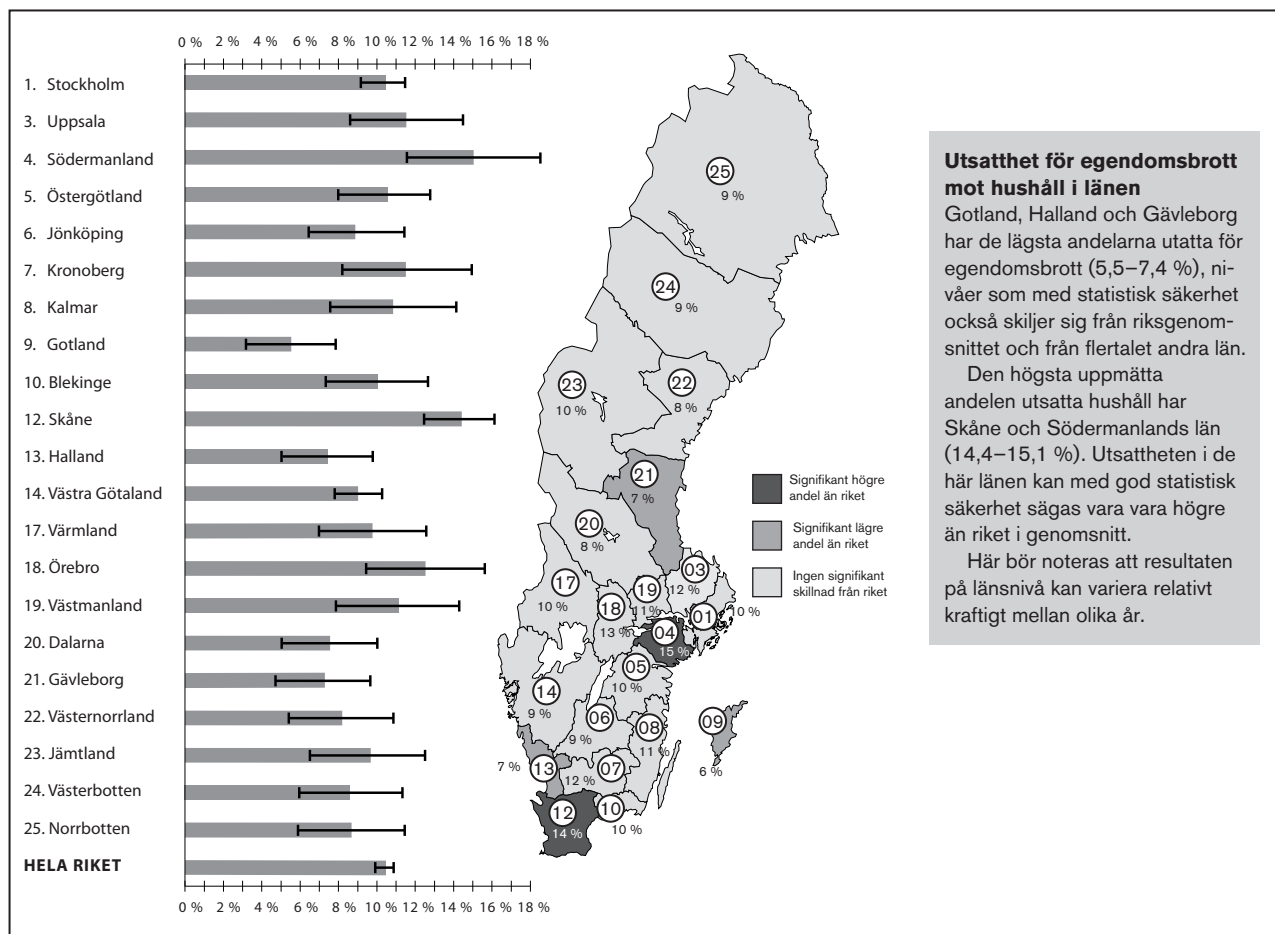 0 % 2 % 4 % 6 % 8 % 10 % 12 % 14 % 16 % 18 %
1. Stockholm
3. Uppsala
4. Södermanland
5. Östergötland
6. Jönköping
7. Kronoberg
8. Kalmar
9. Gotland
10. Blekinge
12. Skåne
13. Halland
14. Västra Götaland
17. Värmland
18. Örebro
19. Västmanland
20. Dalarna
21. Gävleborg
22. Västernorrland
23. Jämtland
24. Västerbotten
25. Norrbotten
HELA RIKET
0 % 2 % 4 % 6 % 8 % 10 % 12 % 14 % 16 % 18 %
25
9 %
24
9 %
23
10 %
22
8 %
21
7 %
20
8 %
03
12 %
17
10 %
19
11 %
18
13 %
01
0 %
04
15 %
05
10 %
14
9 %
06
9 %
08
11 %
09
6 %
13
7 %
07
12 %
12
14 %
10
10 %
Signifikant högre
andel än riket
Signifikant lägre
andel än riket
Ingen signifikant
skillnad från riket
Utsatthet för egendomsbrott
mot hushåll i länen
Gotland, Halland och Gävleborg
har de lägsta andelarna utatta för
egendomsbrott (5,5–7,4 %), ni-
våer som med statistisk säkerhet
också skiljer sig från riksgenom-
snittet och från flertalet andra län.
Den högsta uppmätta
andelen utsatta hushåll har
Skåne och Södermanlands län
(14,4–15,1 %). Utsattheten i de
här länen kan med god statistisk
säkerhet sägas vara vara högre
än riket i genomsnitt.
Här bör noteras att resultaten
på länsnivå kan variera relativt
kraftigt mellan olika år.